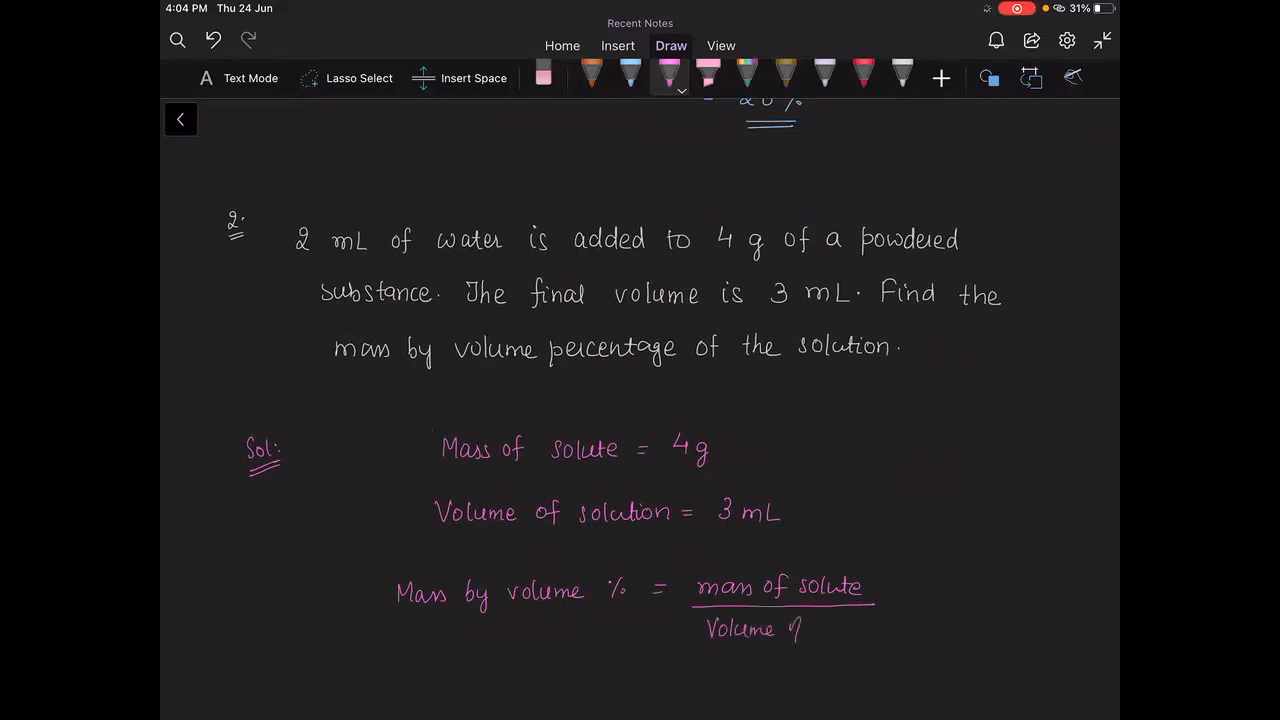 4:04 PM Thu 24 Jun
31%
Recent Notes
Home Insert Draw View
A Text Mode Lasso Select Insert Space
= 20%
2.
2 mL of water is added to 4 g of a powdered
substance. The final volume is 3 mL. Find the
mass by volume percentage of the solution.
Sol:
Mass of solute = 4g
Volume of solution = 3 mL
Mass by volume % = mass of solute
Volume